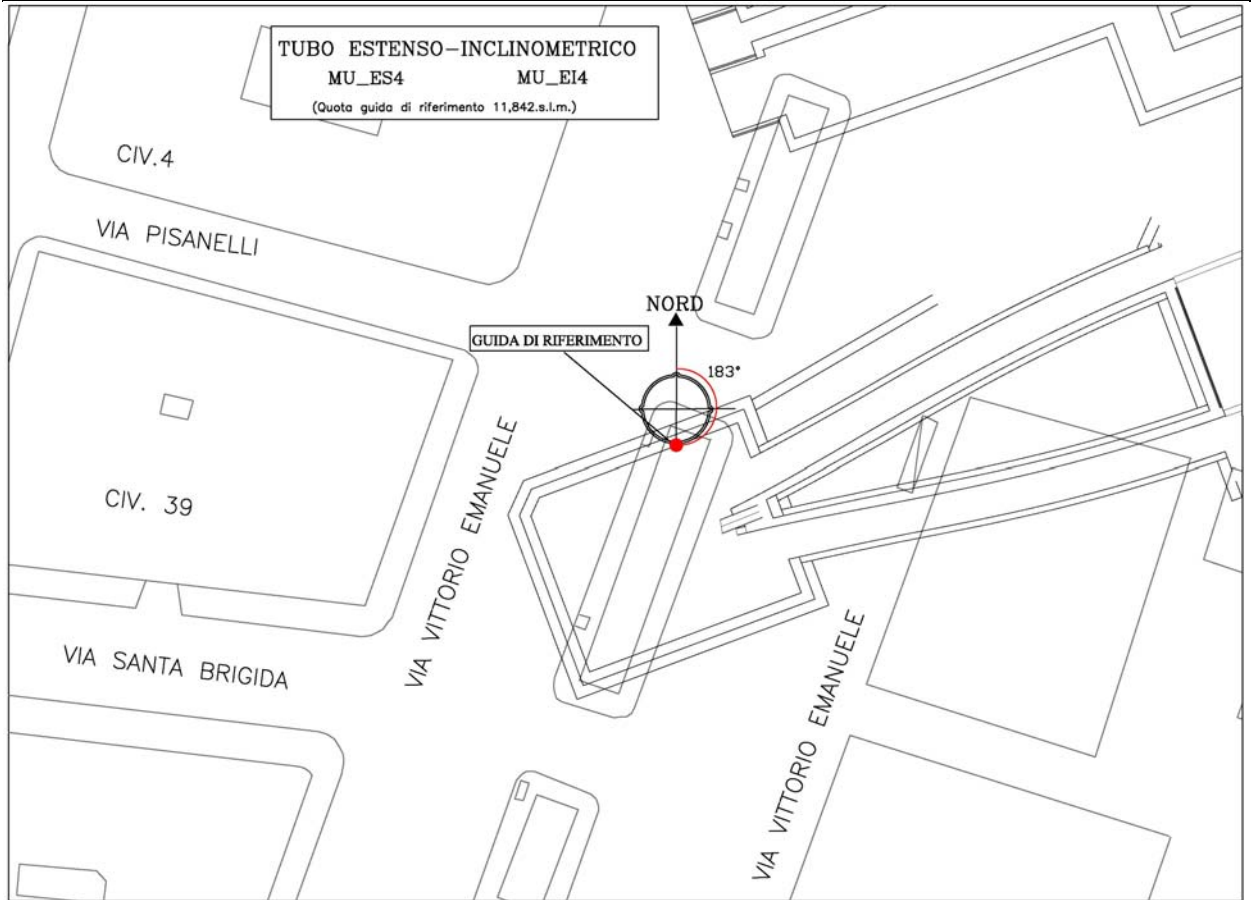 TUBO ESTENSO-INCLINOMETRICO
MU_ES4 MU_EI4
(Quota guida di riferimento 11,842.s.l.m.)
CIV.4
VIA PISANELLI
NORD
GUIDA DI RIFERIMENTO
183°
CIV. 39
VIA VITTORIO EMANUELE
VIA SANTA BRIGIDA
VIA VITTORIO EMANUELE